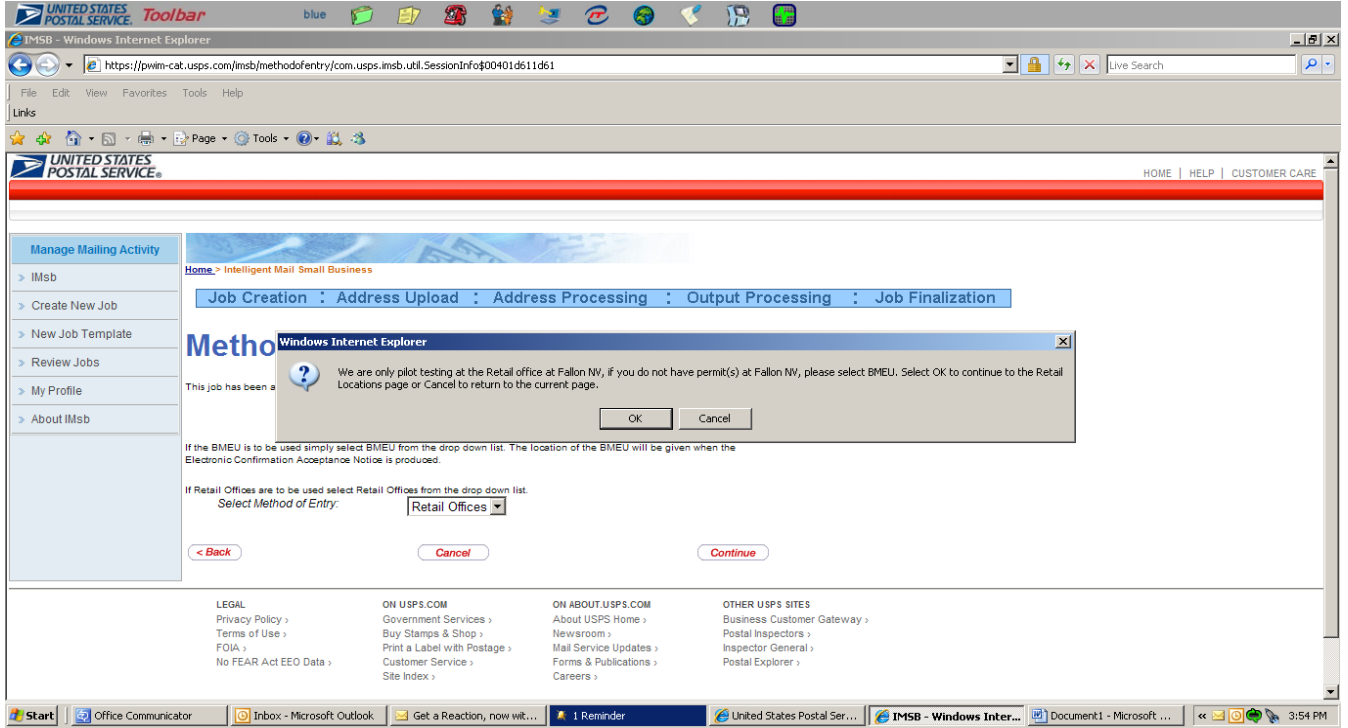 UNITED STATES
POSTAL SERVICE. Toolbar blue
IMSB - Windows Internet Explorer
https://pwim-cat.usps.com/imsb/methodofentry/com.usps.imsb.util.SessionInfo$00401d611d61
Live Search
File Edit View Favorites Tools Help
Links
Page Tools
UNITED STATES
POSTAL SERVICE®
HOME | HELP | CUSTOMER CARE
Manage Mailing Activity
> IMsb
> Create New Job
> New Job Template
> Review Jobs
> My Profile
> About IMsb
Home > Intelligent Mail Small Business
Job Creation : Address Upload : Address Processing : Output Processing : Job Finalization
Metho
This job has been a
Windows Internet Explorer
We are only pilot testing at the Retail office at Fallon NV, if you do not have permit(s) at Fallon NV, please select BMEU. Select OK to continue to the Retail
Locations page or Cancel to return to the current page.
OK Cancel
If the BMEU is to be used simply select BMEU from the drop down list. The location of the BMEU will be given when the
Electronic Confirmation Acceptance Notice is produced.
If Retail Offices are to be used select Retail Offices from the drop down list.
Select Method of Entry: Retail Offices
< Back Cancel Continue
LEGAL
Privacy Policy ›
Terms of Use ›
FOIA ›
No FEAR Act EEO Data ›
ON USPS.COM
Government Services ›
Buy Stamps & Shop ›
Print a Label with Postage ›
Customer Service ›
Site Index ›
ON ABOUT.USPS.COM
About USPS Home ›
Newsroom ›
Mail Service Updates ›
Forms & Publications ›
Careers ›
OTHER USPS SITES
Business Customer Gateway ›
Postal Inspectors ›
Inspector General ›
Postal Explorer ›
Start Office Communicator Inbox - Microsoft Outlook Get a Reaction, now wit... 1 Reminder United States Postal Ser... IMSB - Windows Inter... Document1 - Microsoft ... « 3:54 PM